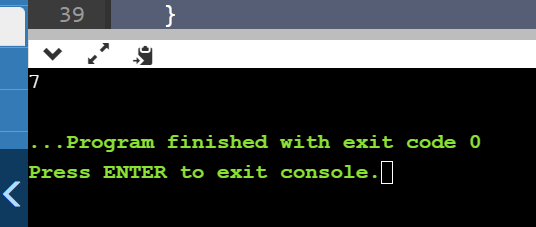 39 }
7
...Program finished with exit code 0
Press ENTER to exit console.